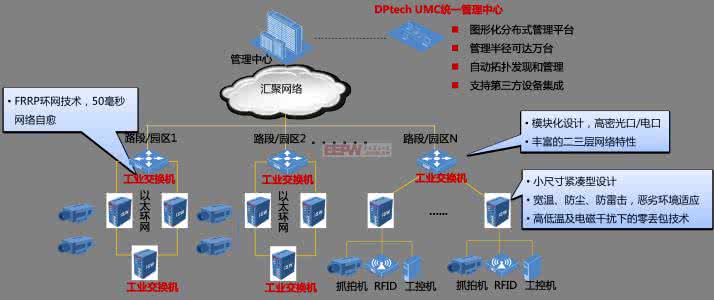 DPtech UMC统一管理中心
图形化分布式管理平台
管理半径可达万台
自动拓扑发现和管理
支持第三方设备集成
管理中心
汇聚网络
• FRRP环网技术，50毫秒
网络自愈
路段/园区1
路段/园区2
路段/园区N
• 模块化设计，高密光口/电口
• 丰富的二三层网络特性
工业交换机
工业交换机
工业交换机
以太环网
以太环网
......
• 小尺寸紧凑型设计
• 宽温、防尘、防雷击，恶劣环境适应
• 高低温及电磁干扰下的零丢包技术
工业交换机
工业交换机
抓拍机
RFID
工控机
抓拍机
RFID
工控机